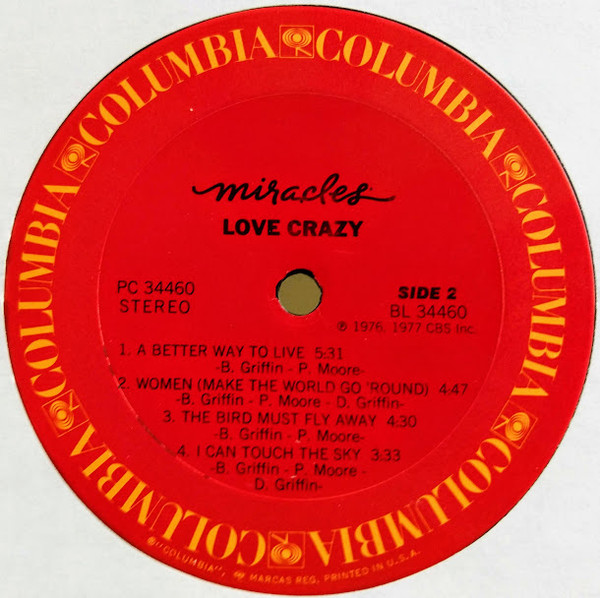 COLUMBIA COLUMBIA COLUMBIA COLUMBIA COLUMBIA COLUMBIA
miracles
LOVE CRAZY
PC 34460
STEREO
SIDE 2
BL 34460
℗ 1976, 1977 CBS Inc.
1. A BETTER WAY TO LIVE 5:31
-B. Griffin - P. Moore-
2. WOMEN (MAKE THE WORLD GO 'ROUND) 4:47
-B. Griffin - P. Moore - D. Griffin-
3. THE BIRD MUST FLY AWAY 4:30
-B. Griffin - P. Moore-
4. I CAN TOUCH THE SKY 3:33
-B. Griffin - P. Moore -
D. Griffin-
"COLUMBIA", MARCAS REG. PRINTED IN U.S.A.